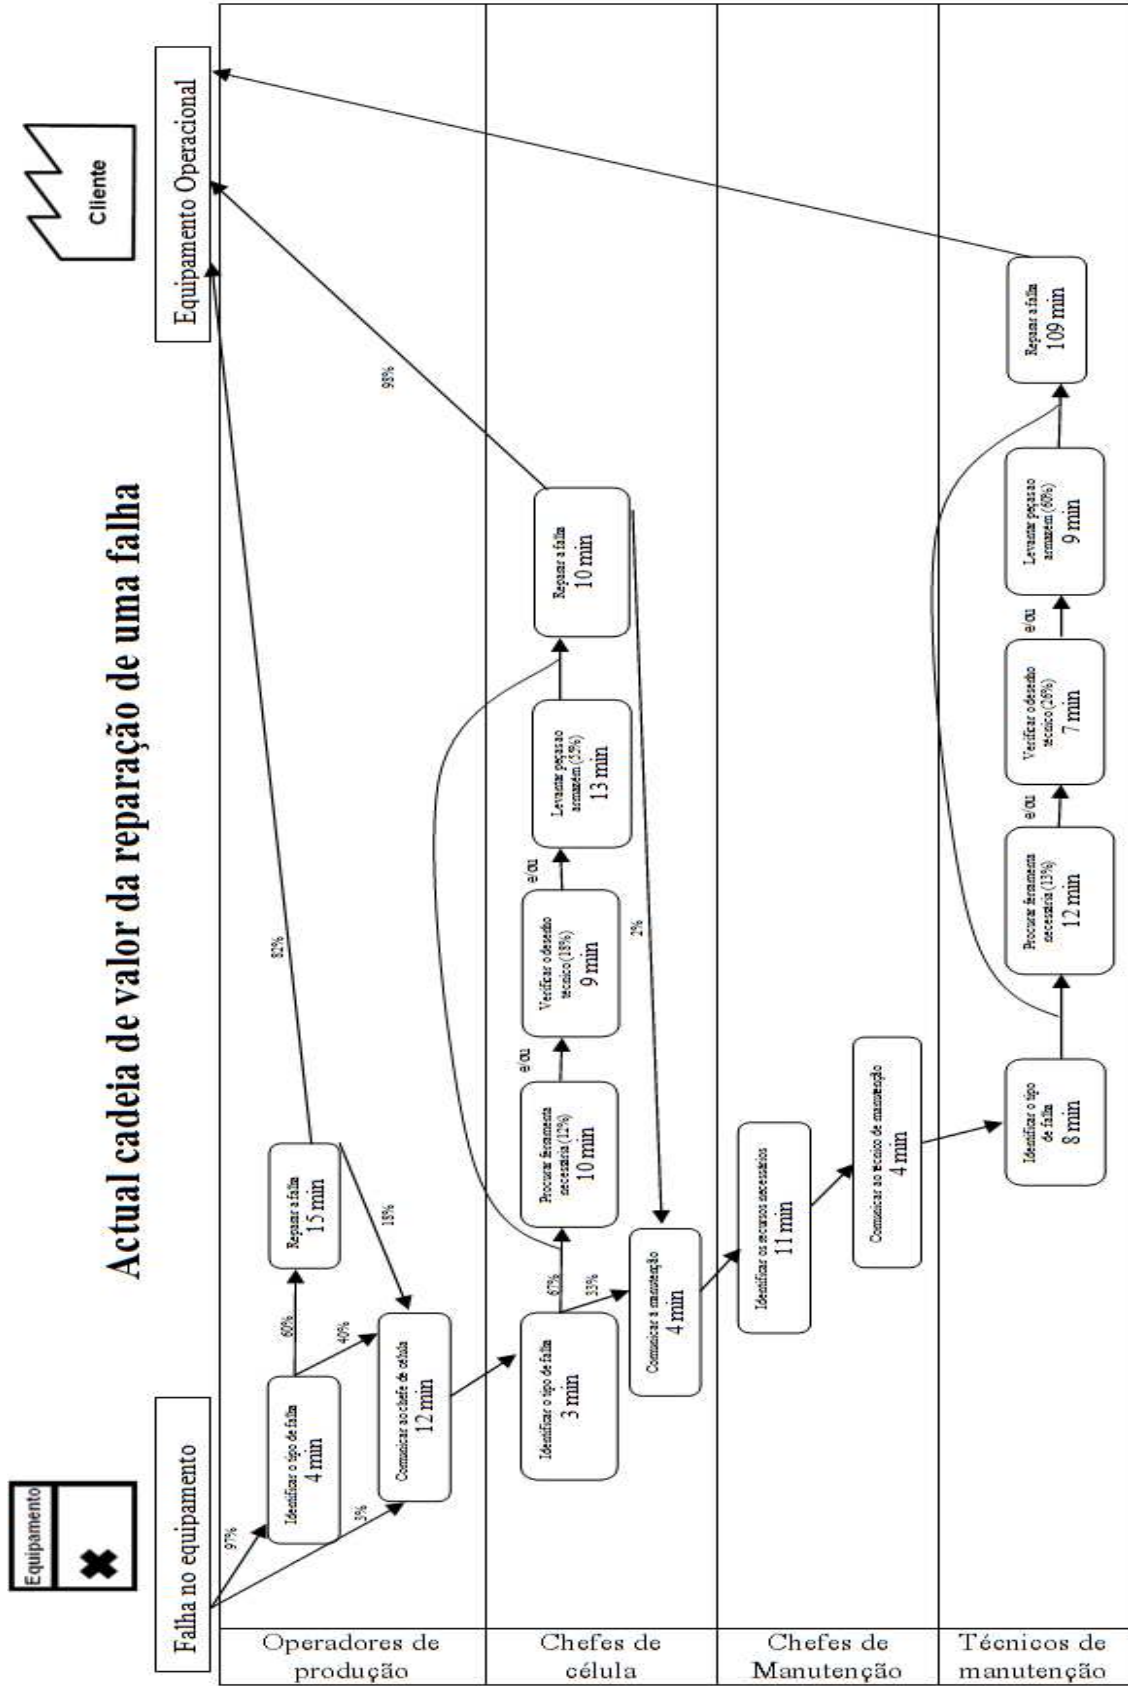 Actual cadeia de valor da reparação de uma falha
Equipamento
Cliente
Falha no equipamento
Equipamento Operacional
Operadores de
produção
97%
3%
Identificar o tipo de falha
4 min
60%
40%
Reparar a falha
15 min
82%
18%
Comunicar ao chefe de célula
12 min
Chefes de
célula
Identificar o tipo de falha
3 min
67%
33%
Procurar ferramenta
necessária (12%)
10 min
e/ou
Verificar o desenho
técnico (18%)
9 min
e/ou
Levantar peças ao
armazém (55%)
13 min
Reparar a falha
10 min
98%
2%
Comunicar à manutenção
4 min
Chefes de
Manutenção
Identificar os recursos necessários
11 min
Comunicar ao técnico de manutenção
4 min
Técnicos de
manutenção
Identificar o tipo
de falha
8 min
Procurar ferramenta
necessária (13%)
12 min
e/ou
Verificar o desenho
técnico (26%)
7 min
e/ou
Levantar peças ao
armazém (60%)
9 min
Reparar a falha
109 min